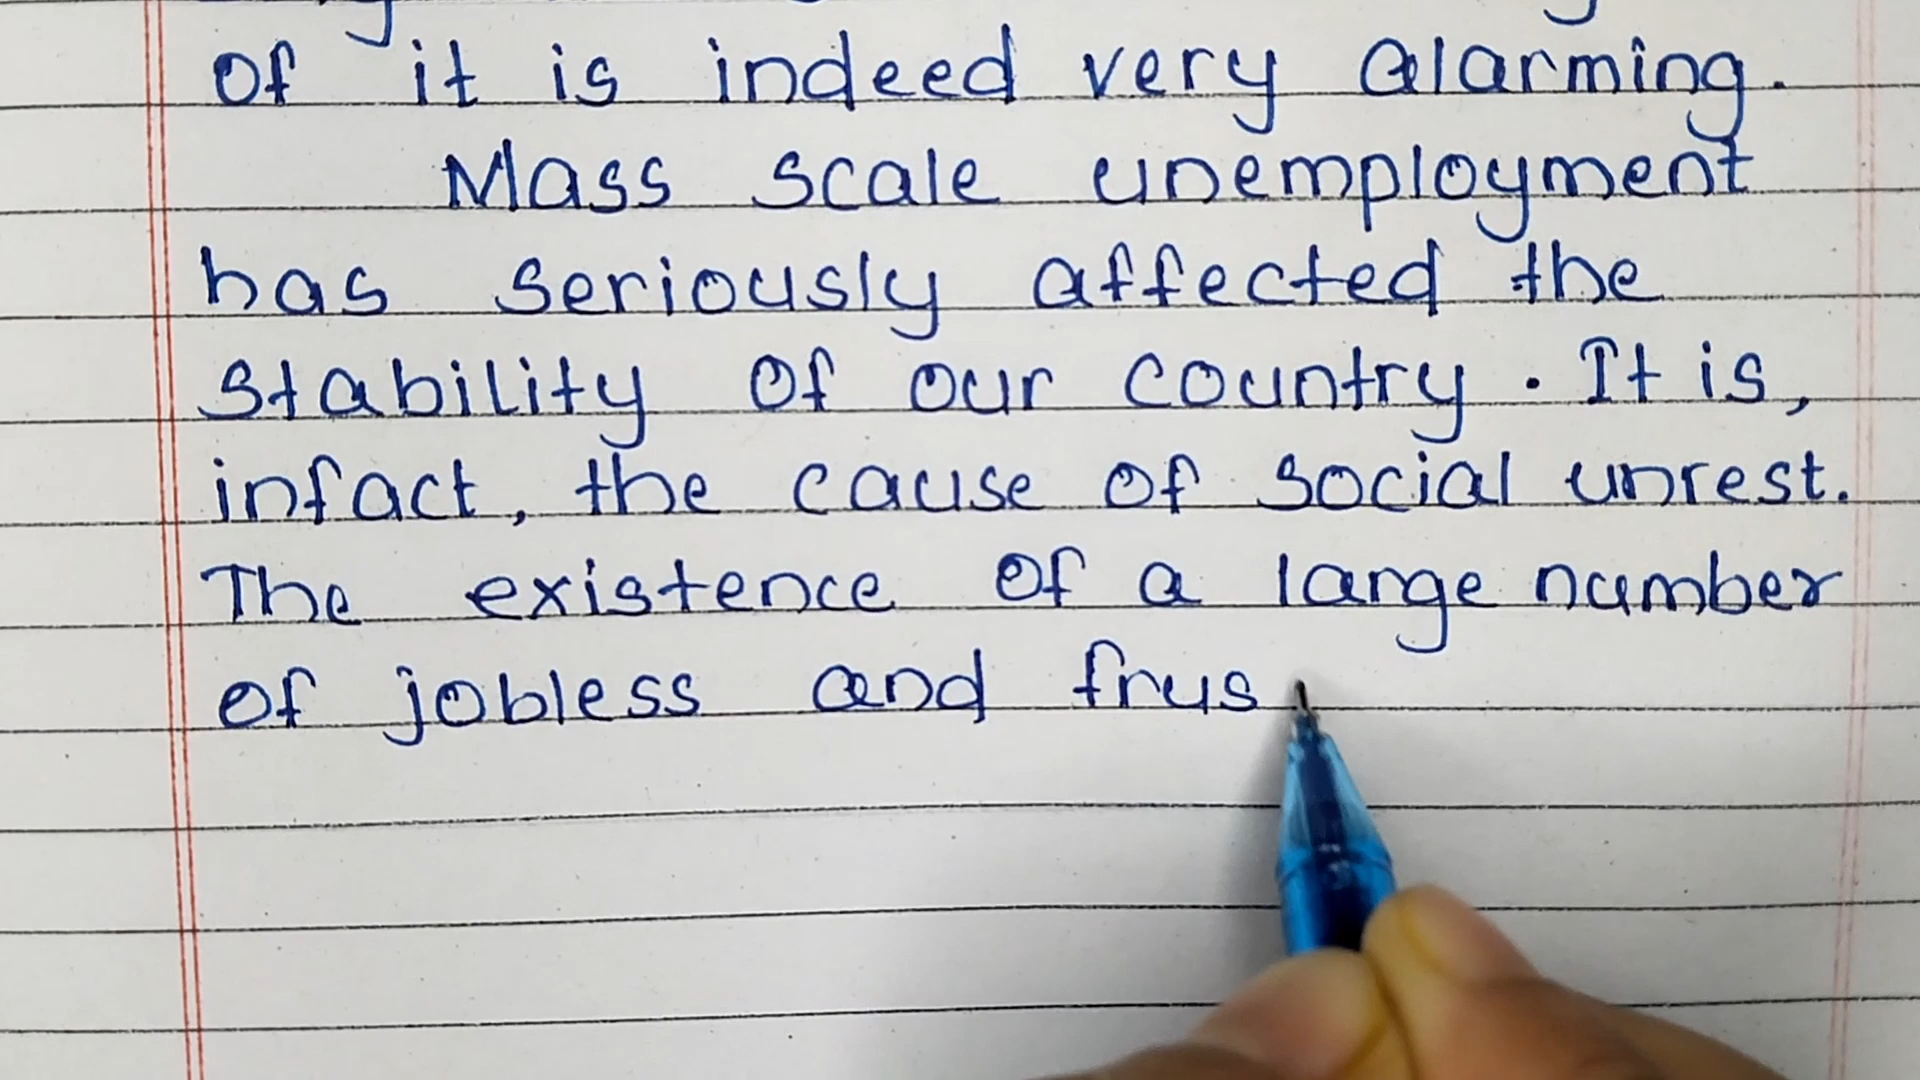 of it is indeed very alarming.
Mass scale unemployment
has seriously affected the
stability of our country. It is,
infact, the cause of social unrest.
The existence of a large number
of jobless and frus